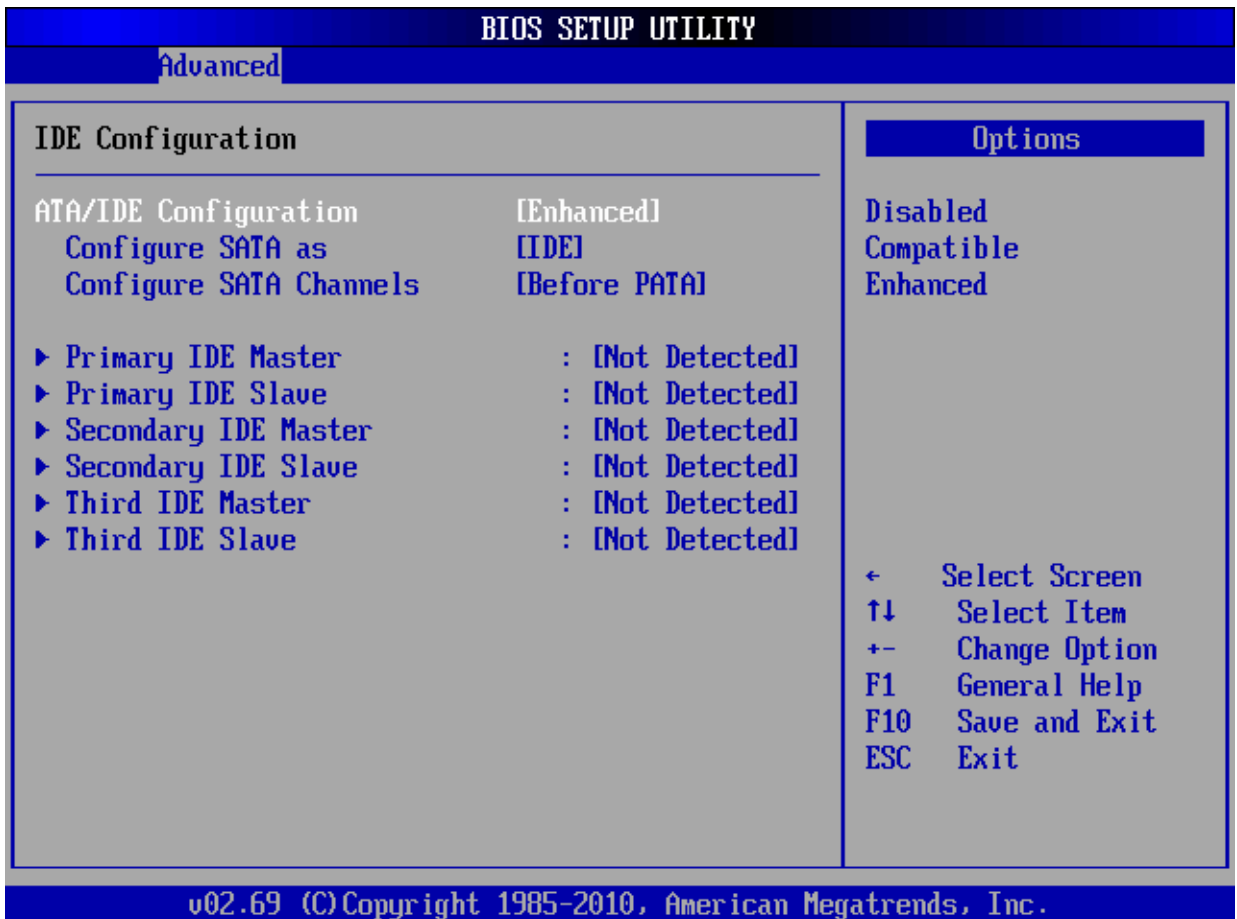 BIOS SETUP UTILITY
Advanced
IDE Configuration
ATA/IDE Configuration [Enhanced]
Configure SATA as [IDE]
Configure SATA Channels [Before PATA]
▶ Primary IDE Master : [Not Detected]
▶ Primary IDE Slave : [Not Detected]
▶ Secondary IDE Master : [Not Detected]
▶ Secondary IDE Slave : [Not Detected]
▶ Third IDE Master : [Not Detected]
▶ Third IDE Slave : [Not Detected]
Options
Disabled
Compatible
Enhanced
← Select Screen
↑↓ Select Item
+- Change Option
F1 General Help
F10 Save and Exit
ESC Exit
v02.69 (C)Copyright 1985-2010, American Megatrends, Inc.